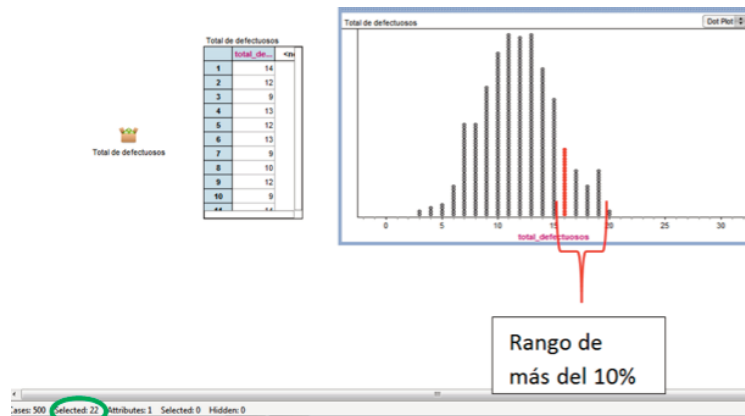 Total de defectuosos
Dot Plot
Total de defectuosos
total_de...
1 14
2 12
3 9
4 13
5 12
6 13
7 9
8 10
9 12
10 9
Total de defectuosos
0 5 10 15 20 25 30
total_defectuosos
Rango de
más del 10%
Cases: 500 Selected: 22 Attributes: 1 Selected: 0 Hidden: 0